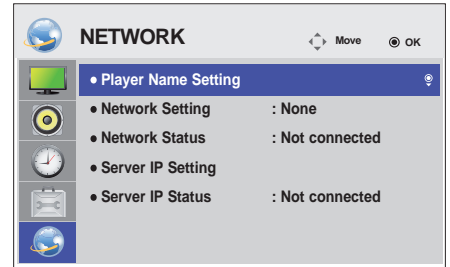 NETWORK Move OK
• Player Name Setting
• Network Setting : None
• Network Status : Not connected
• Server IP Setting
• Server IP Status : Not connected